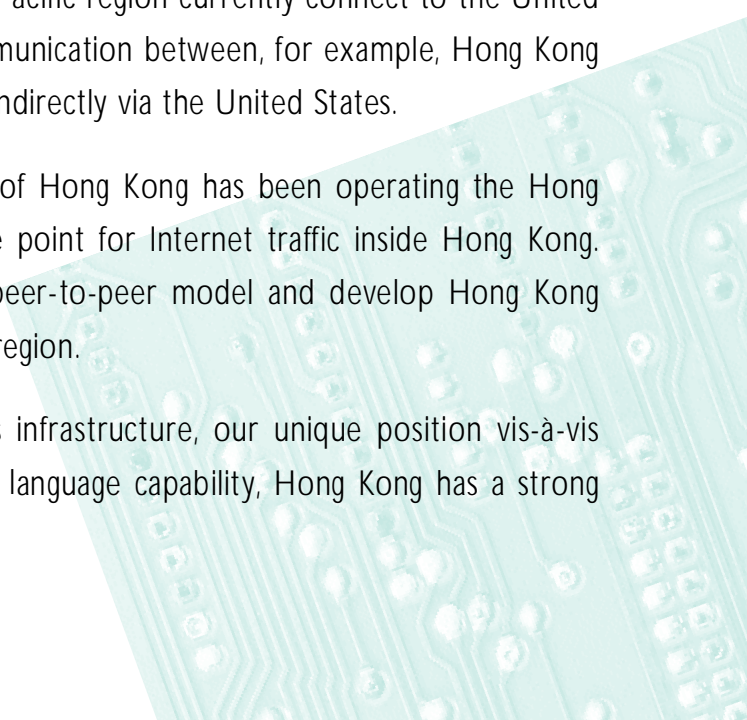 acific region currently connect to the United
munication between, for example, Hong Kong
ndirectly via the United States.
of Hong Kong has been operating the Hong
point for Internet traffic inside Hong Kong.
peer-to-peer model and develop Hong Kong
region.
infrastructure, our unique position vis-à-vis
language capability, Hong Kong has a strong